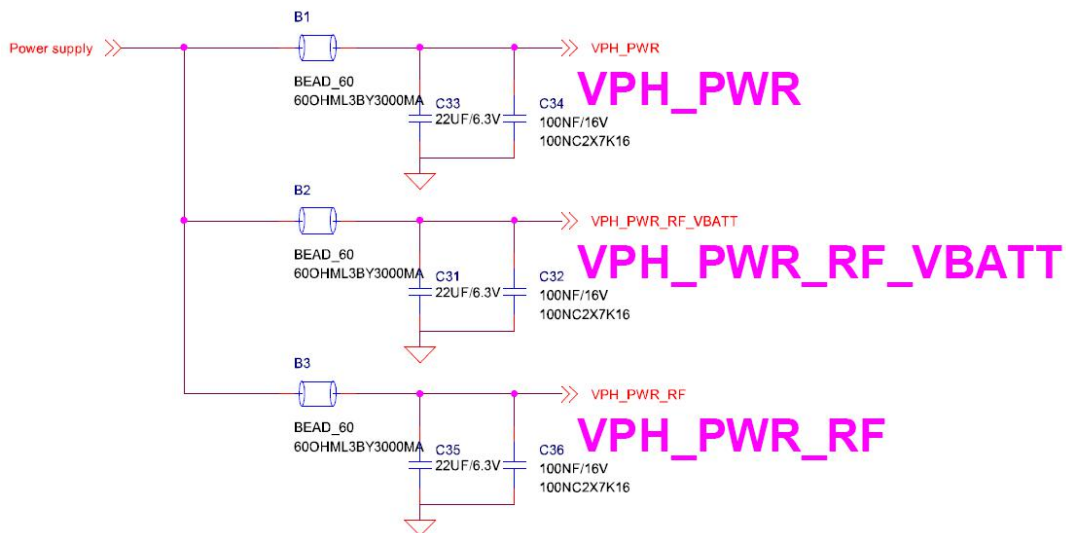 B1
Power supply
VPH_PWR
BEAD_60
60OHML3BY3000MA
C33
22UF/6.3V
C34
100NF/16V
100NC2X7K16
VPH_PWR
B2
VPH_PWR_RF_VBATT
BEAD_60
60OHML3BY3000MA
C31
22UF/6.3V
C32
100NF/16V
100NC2X7K16
VPH_PWR_RF_VBATT
B3
VPH_PWR_RF
BEAD_60
60OHML3BY3000MA
C35
22UF/6.3V
C36
100NF/16V
100NC2X7K16
VPH_PWR_RF